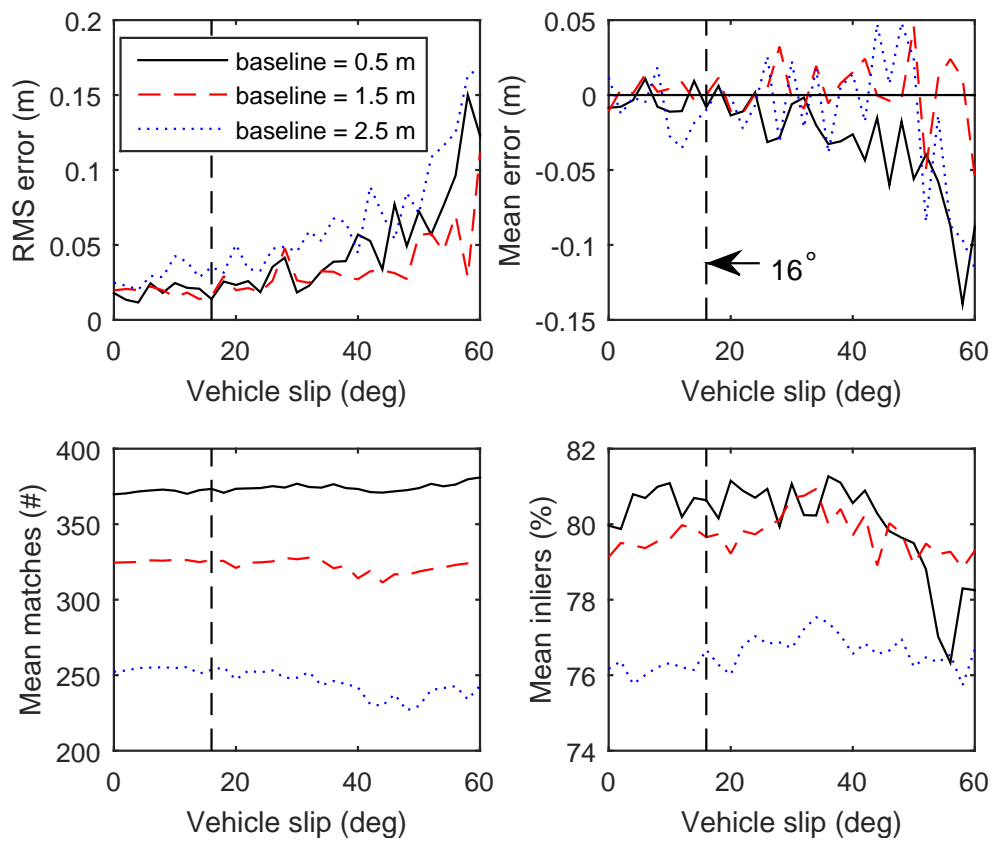 0.2
0.15
0.1
0.05
0
RMS error (m)
baseline = 0.5 m
baseline = 1.5 m
baseline = 2.5 m
0 20 40 60
Vehicle slip (deg)
0.05
0
-0.05
-0.1
-0.15
Mean error (m)
16°
0 20 40 60
Vehicle slip (deg)
400
350
300
250
200
Mean matches (#)
0 20 40 60
Vehicle slip (deg)
82
80
78
76
74
Mean inliers (%)
0 20 40 60
Vehicle slip (deg)